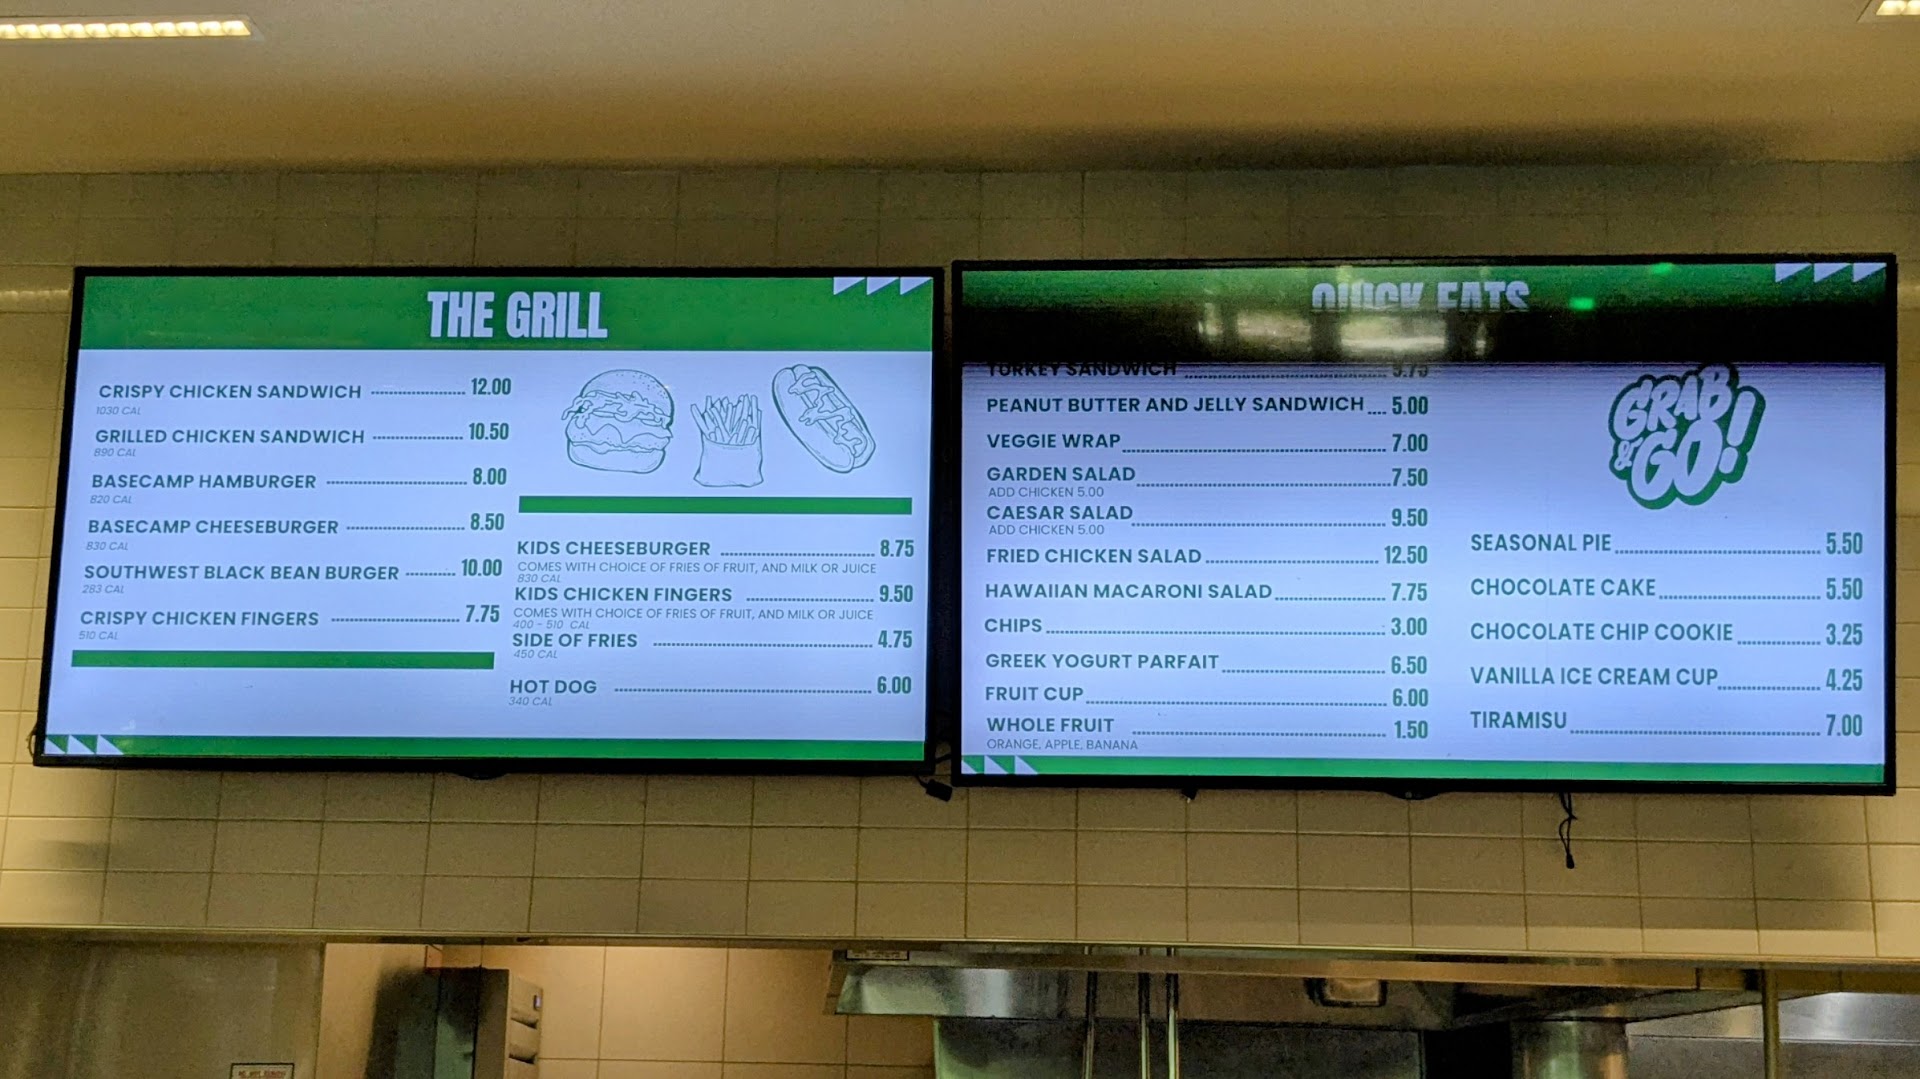 THE GRILL
CRISPY CHICKEN SANDWICH 12.00
1030 CAL
GRILLED CHICKEN SANDWICH 10.50
890 CAL
BASECAMP HAMBURGER 8.00
820 CAL
BASECAMP CHEESEBURGER 8.50
830 CAL
SOUTHWEST BLACK BEAN BURGER 10.00
283 CAL
CRISPY CHICKEN FINGERS 7.75
510 CAL
KIDS CHEESEBURGER 8.75
COMES WITH CHOICE OF FRIES OF FRUIT, AND MILK OR JUICE
830 CAL
KIDS CHICKEN FINGERS 9.50
COMES WITH CHOICE OF FRIES OF FRUIT, AND MILK OR JUICE
400 - 510 CAL
SIDE OF FRIES 4.75
450 CAL
HOT DOG 6.00
340 CAL
QUICK EATS
TURKEY SANDWICH 9.75
PEANUT BUTTER AND JELLY SANDWICH 5.00
VEGGIE WRAP 7.00
GARDEN SALAD 7.50
ADD CHICKEN 5.00
CAESAR SALAD 9.50
ADD CHICKEN 5.00
FRIED CHICKEN SALAD 12.50
HAWAIIAN MACARONI SALAD 7.75
CHIPS 3.00
GREEK YOGURT PARFAIT 6.50
FRUIT CUP 6.00
WHOLE FRUIT 1.50
ORANGE, APPLE, BANANA
GRAB
& GO!
SEASONAL PIE 5.50
CHOCOLATE CAKE 5.50
CHOCOLATE CHIP COOKIE 3.25
VANILLA ICE CREAM CUP 4.25
TIRAMISU 7.00